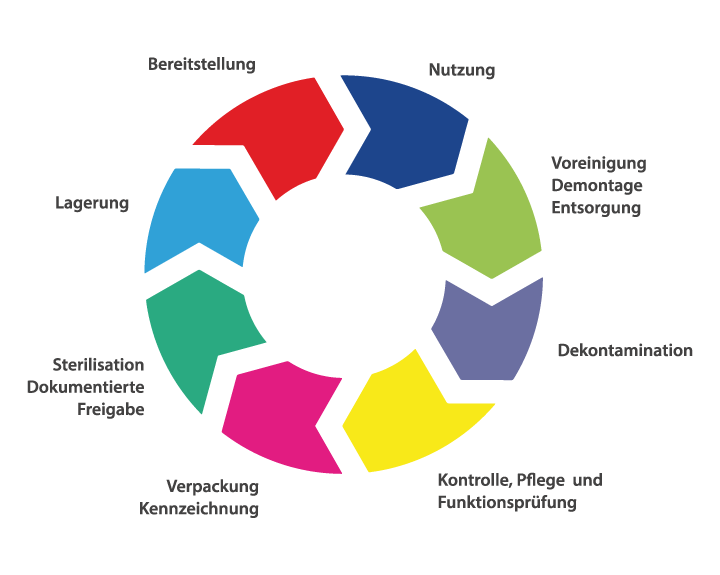 Bereitstellung
Nutzung
Voreinigung
Demontage
Entsorgung
Dekontamination
Kontrolle, Pflege und
Funktionsprüfung
Verpackung
Kennzeichnung
Sterilisation
Dokumentierte
Freigabe
Lagerung